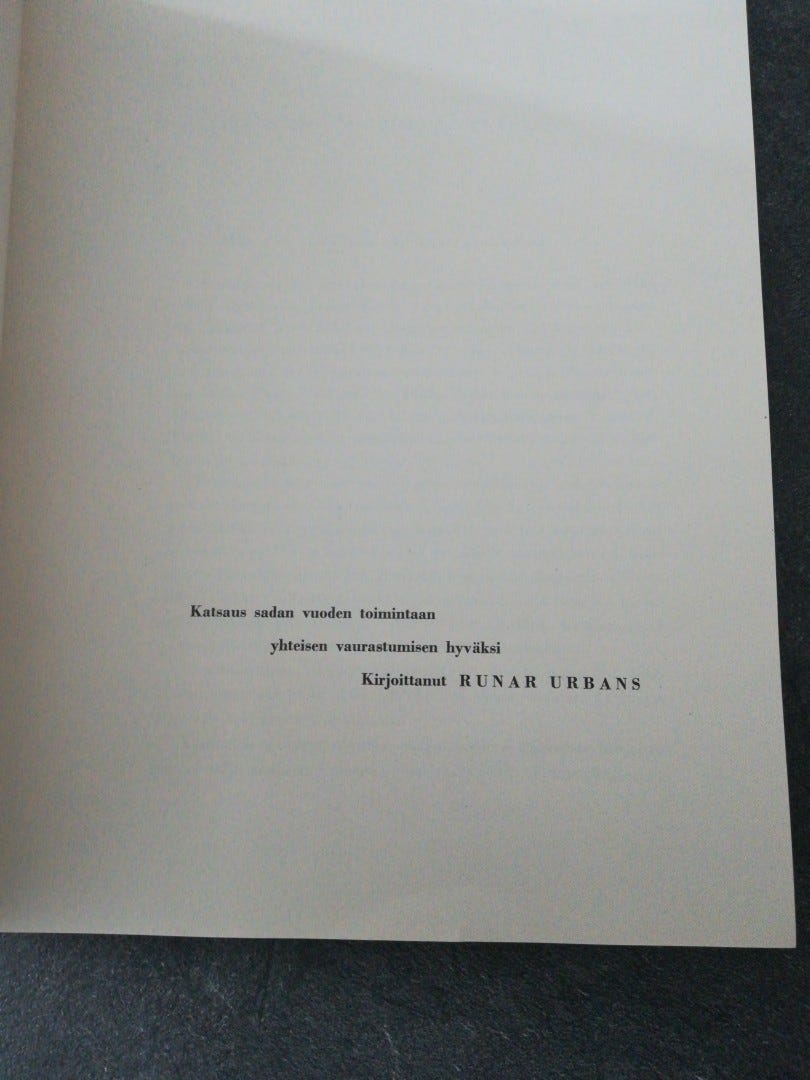 Katsaus sadan vuoden toimintaan
yhteisen vaurastumisen hyväksi
Kirjoittanut RUNAR URBANS